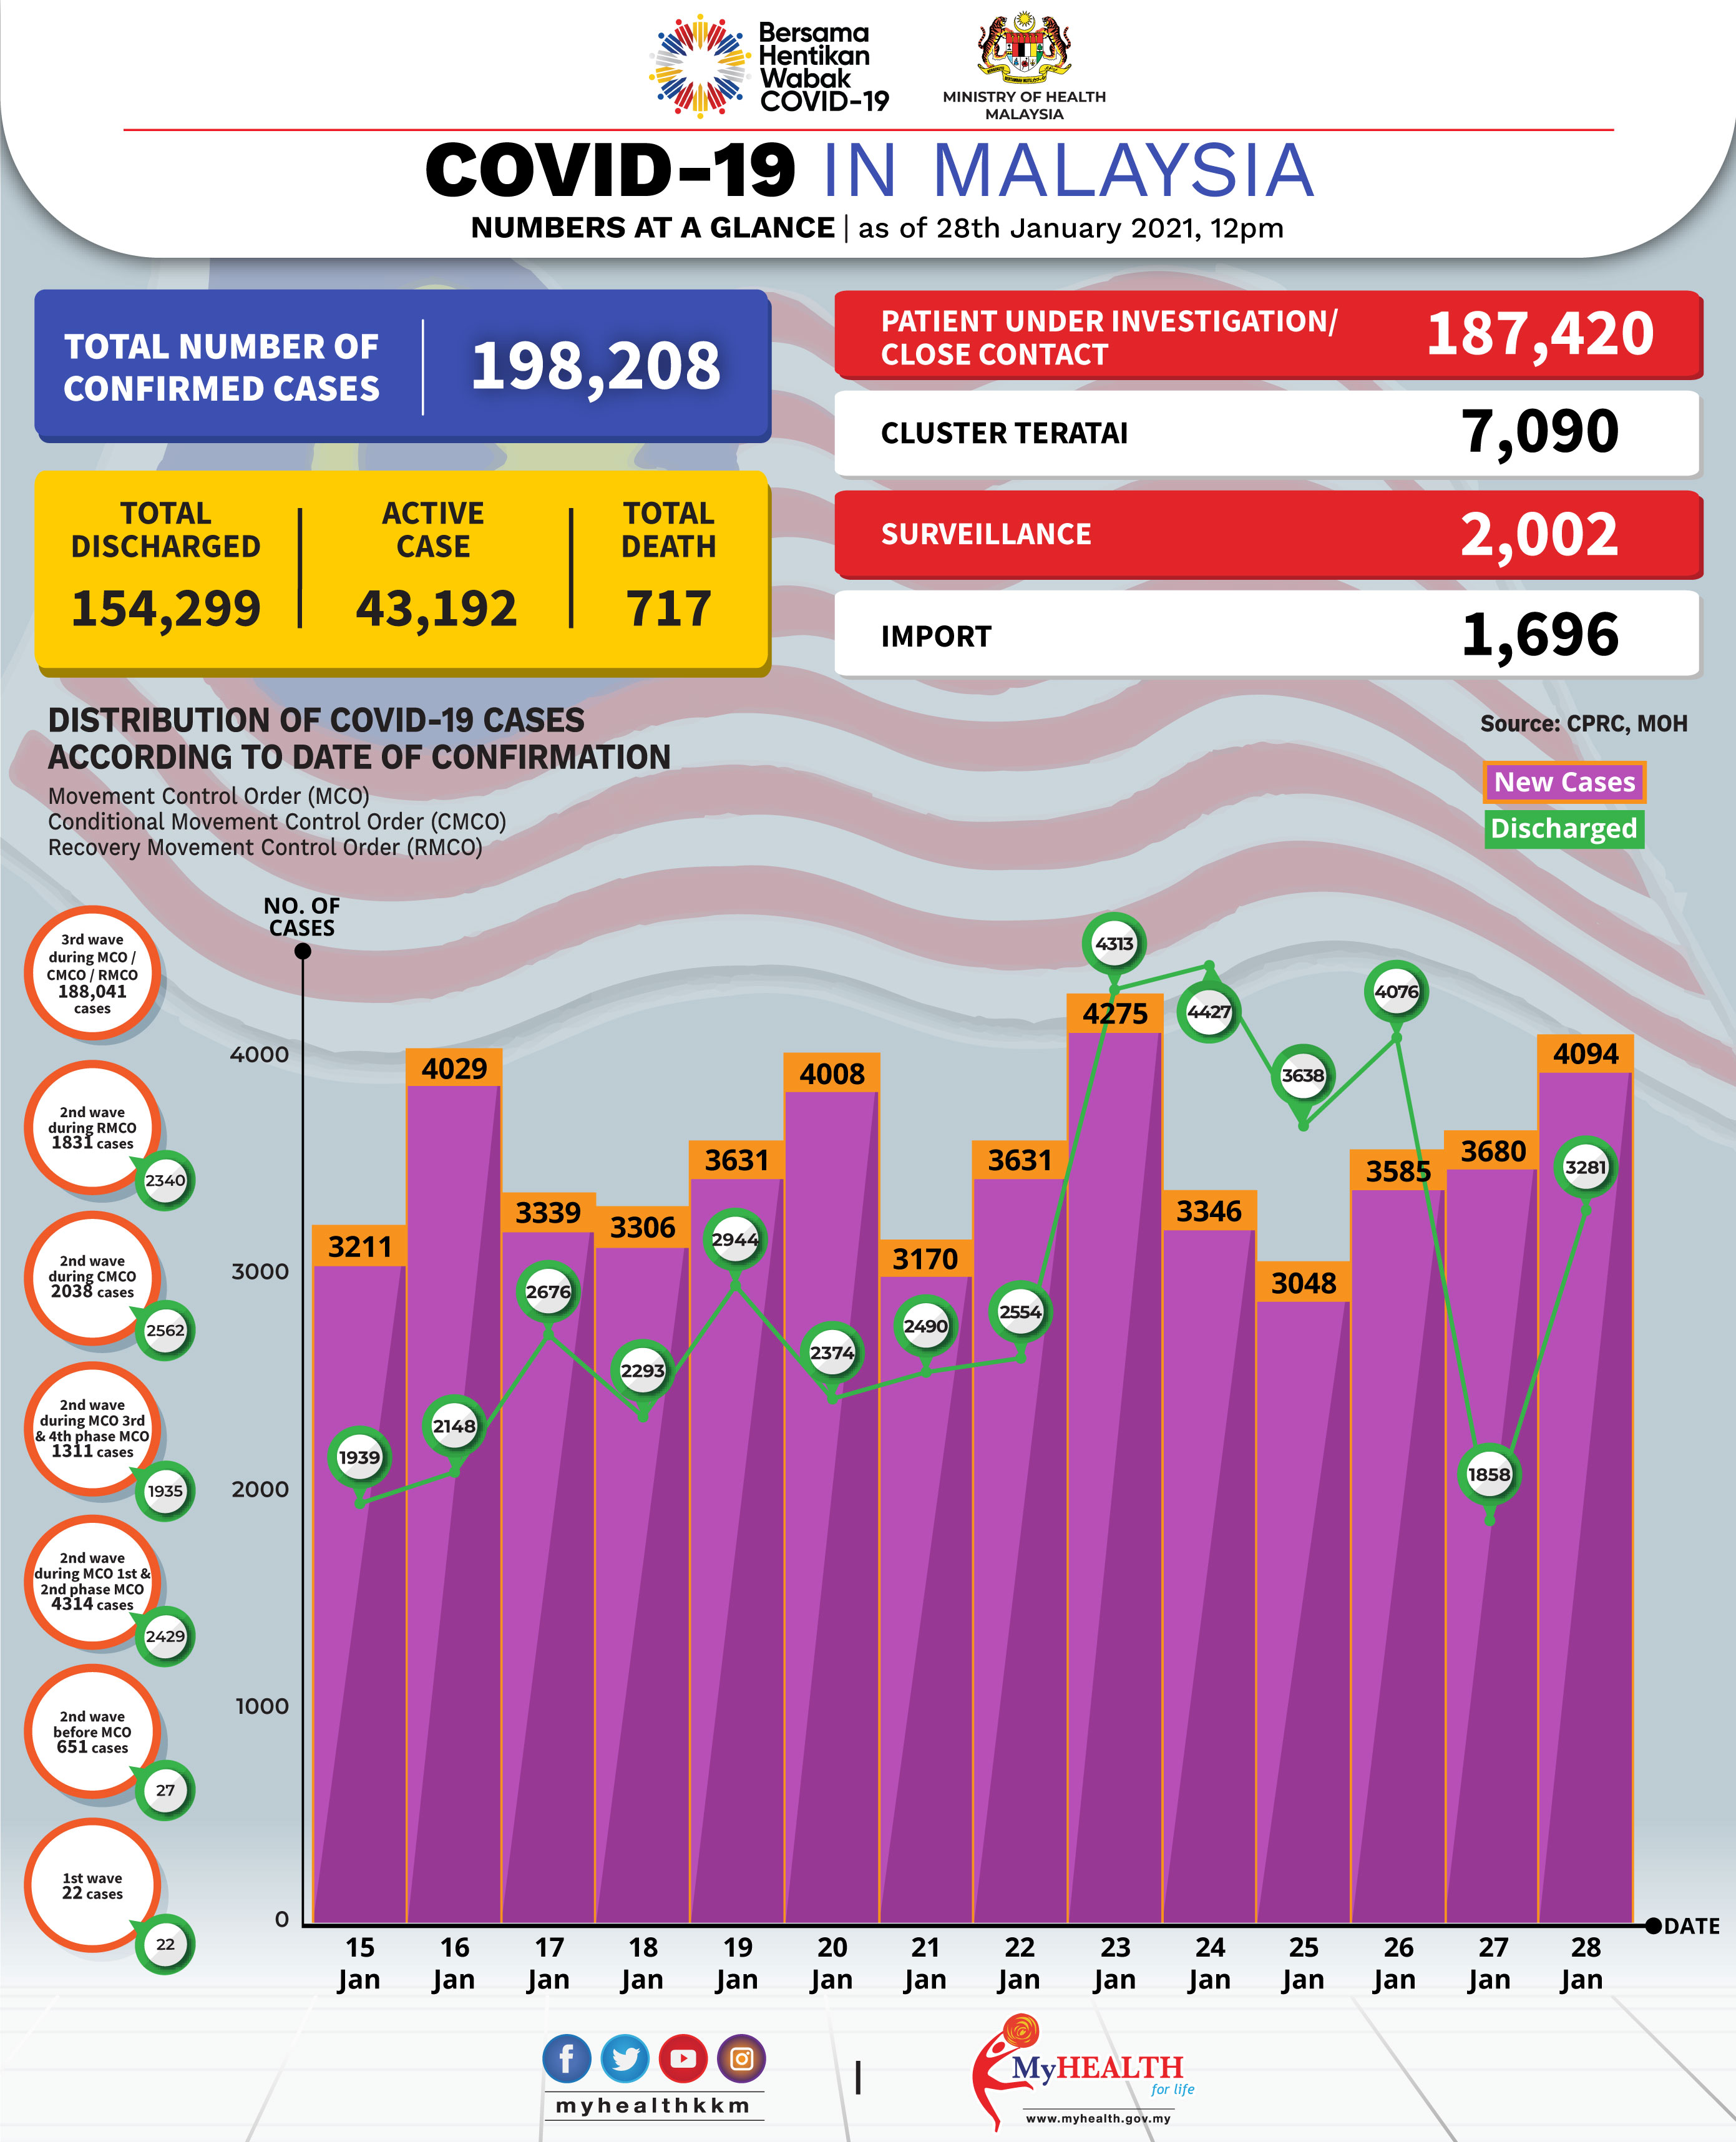 Bersama
Hentikan
Wabak
COVID-19
MINISTRY OF HEALTH
MALAYSIA
COVID-19 IN MALAYSIA
NUMBERS AT A GLANCE | as of 28th January 2021, 12pm
TOTAL NUMBER OF
CONFIRMED CASES
198,208
TOTAL
DISCHARGED
154,299
ACTIVE
CASE
43,192
TOTAL
DEATH
717
PATIENT UNDER INVESTIGATION/
CLOSE CONTACT
187,420
CLUSTER TERATAI
7,090
SURVEILLANCE
2,002
IMPORT
1,696
DISTRIBUTION OF COVID-19 CASES
ACCORDING TO DATE OF CONFIRMATION
Movement Control Order (MCO)
Conditional Movement Control Order (CMCO)
Recovery Movement Control Order (RMCO)
Source: CPRC, MOH
New Cases
Discharged
3rd wave
during MCO /
CMCO / RMCO
188,041
cases
2nd wave
during RMCO
1831 cases
2340
2nd wave
during CMCO
2038 cases
2562
2nd wave
during MCO 3rd
& 4th phase MCO
1311 cases
1935
2nd wave
during MCO 1st &
2nd phase MCO
4314 cases
2429
2nd wave
before MCO
651 cases
27
1st wave
22 cases
22
NO. OF
CASES
4000
3000
2000
1000
0
3211
4029
3339
3306
3631
4008
3170
3631
4275
3346
3048
3585
3680
4094
1939
2148
2676
2293
2944
2374
2490
2554
4313
4427
3638
4076
1858
3281
15
Jan
16
Jan
17
Jan
18
Jan
19
Jan
20
Jan
21
Jan
22
Jan
23
Jan
24
Jan
25
Jan
26
Jan
27
Jan
28
Jan
DATE
myhealthkkm
MyHEALTH
for life
www.myhealth.gov.my